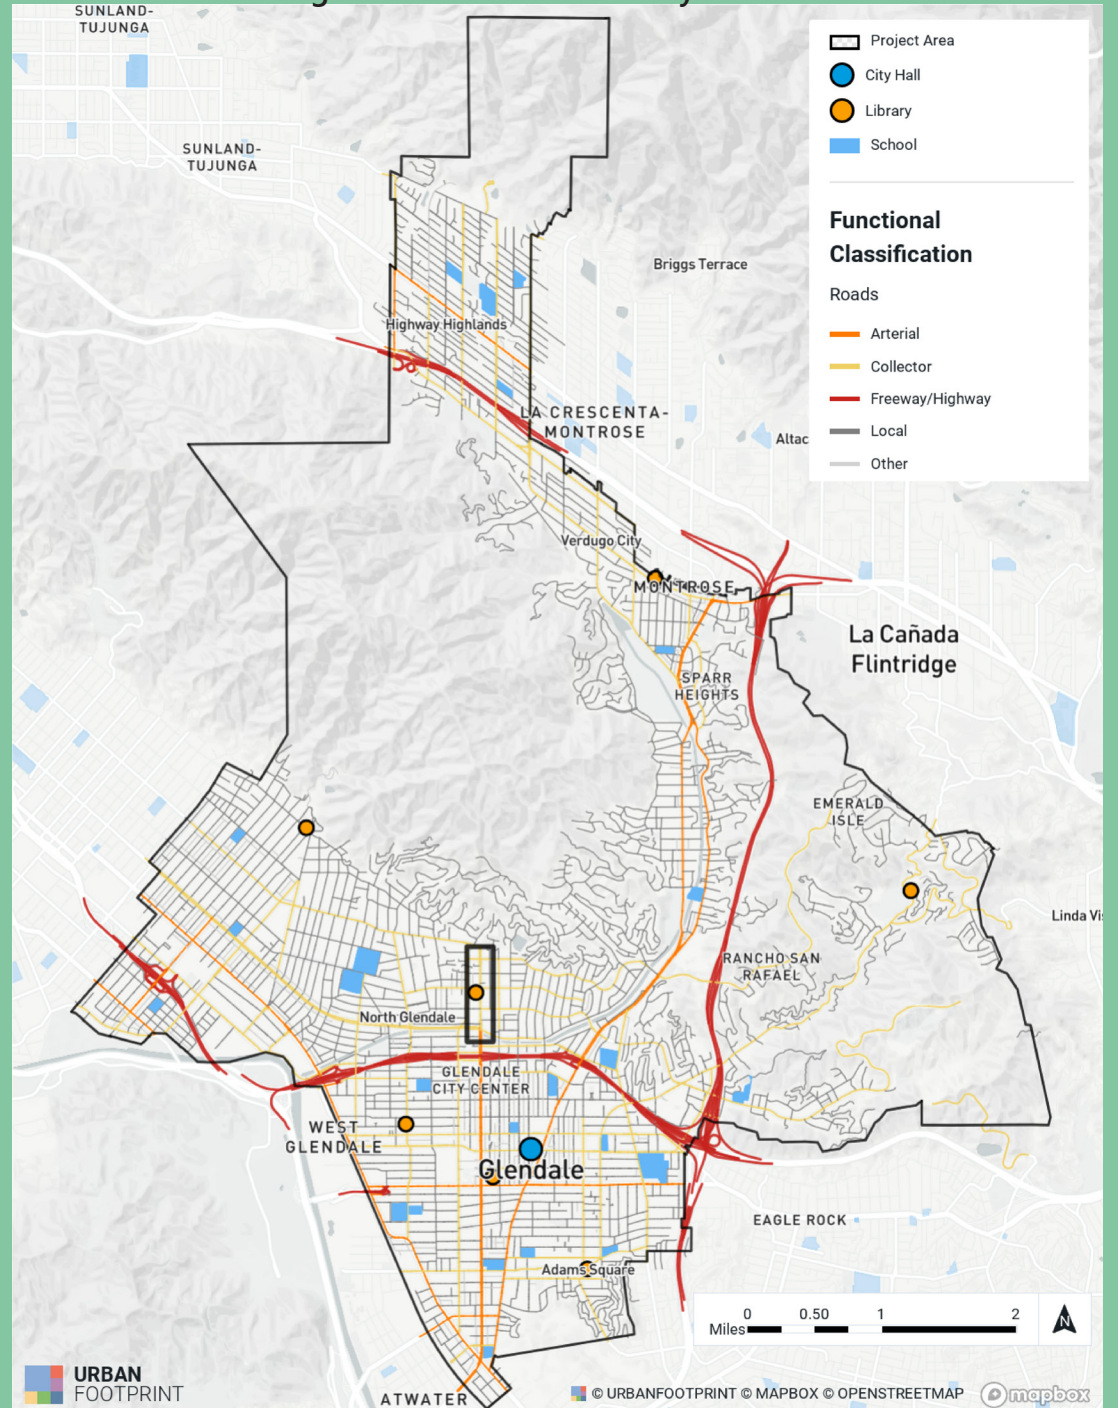 SUNLAND-
TUJUNGA
SUNLAND-
TUJUNGA
Briggs Terrace
Highway Highlands
LA CRESCENTA-
MONTROSE
Altac
Verdugo City
MONTROSE
La Cañada
Flintridge
SPARR
HEIGHTS
EMERALD
ISLE
Linda Vi
RANCHO SAN
RAFAEL
North Glendale
GLENDALE
CITY CENTER
WEST
GLENDALE
Glendale
EAGLE ROCK
Adams Square
ATWATER
Project Area
City Hall
Library
School
Functional
Classification
Roads
Arterial
Collector
Freeway/Highway
Local
Other
0 0.50 1 2
Miles
N
URBAN
FOOTPRINT
© URBANFOOTPRINT © MAPBOX © OPENSTREETMAP
mapbox